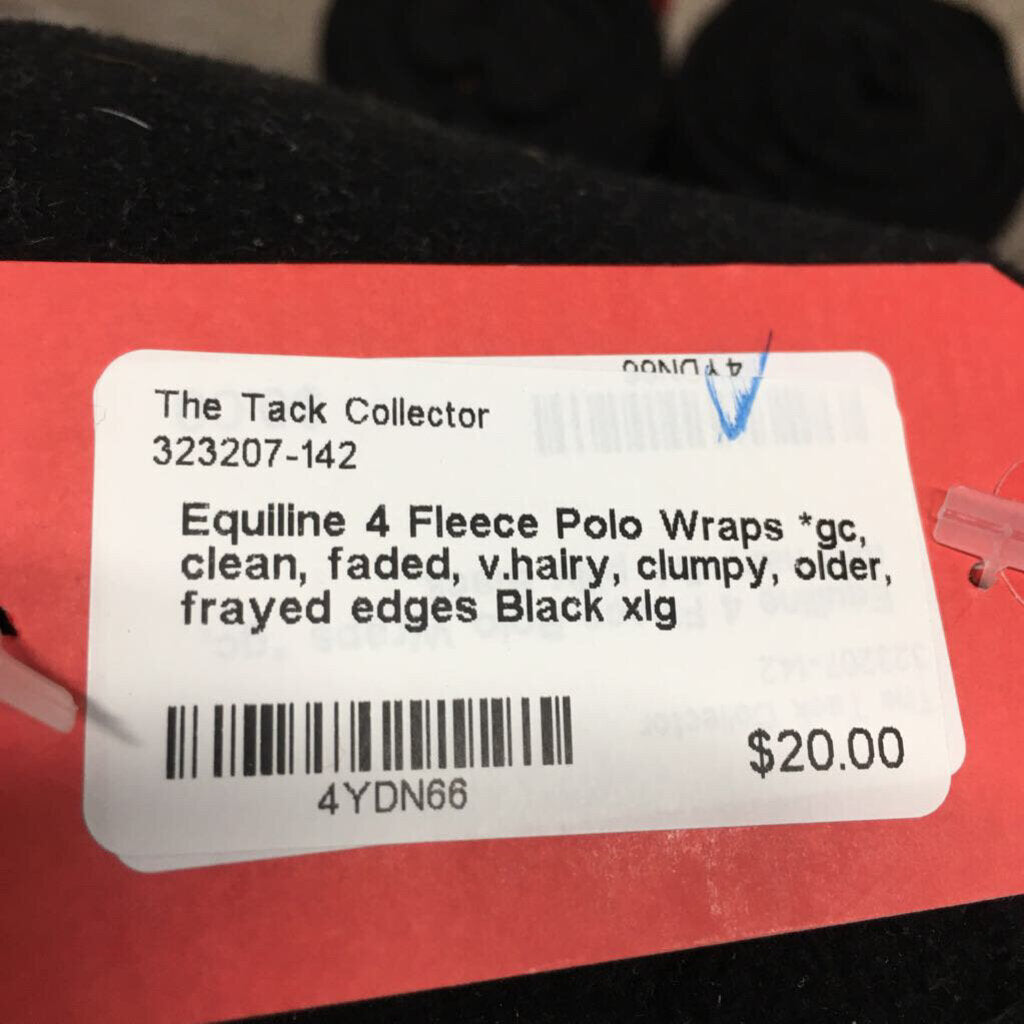 4YDN66
The Tack Collector
323207-142
Equiline 4 Fleece Polo Wraps *gc,
clean, faded, v.hairy, clumpy, older,
frayed edges Black xlg
$20.00
4YDN66